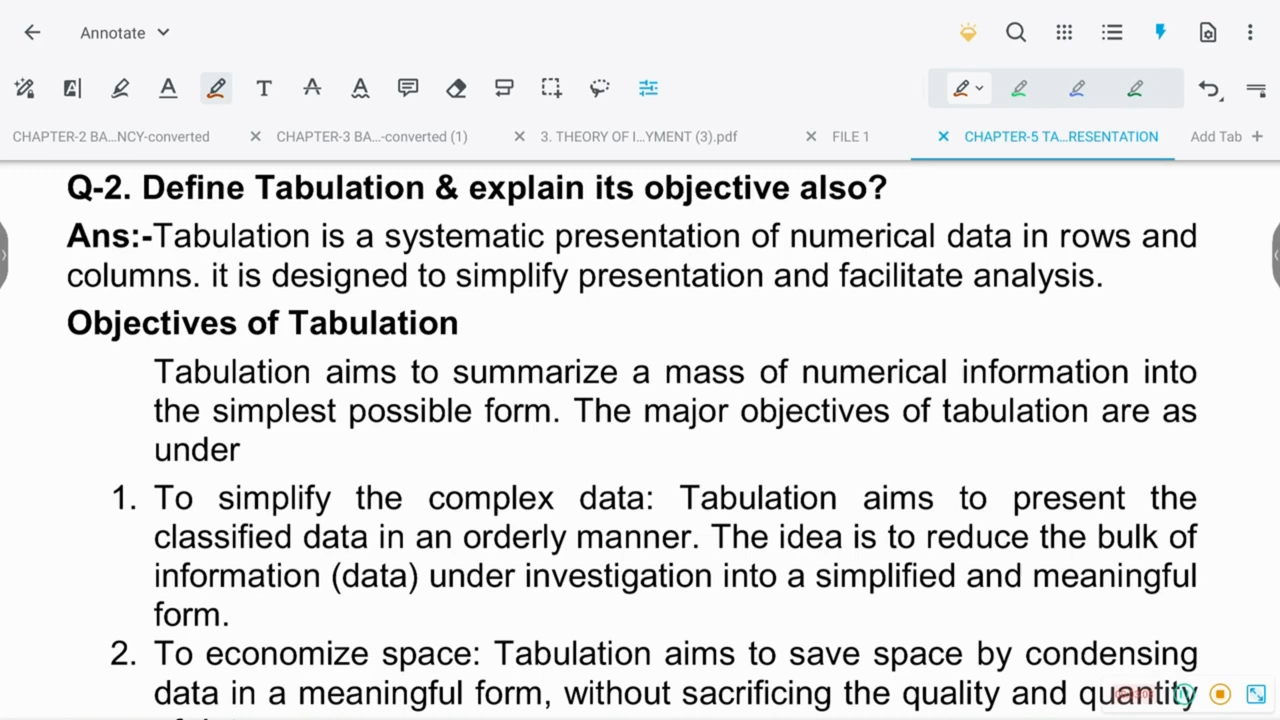 Annotate
CHAPTER-2 BA...NCY-converted
CHAPTER-3 BA...-converted (1)
3. THEORY OF I...YMENT (3).pdf
FILE 1
CHAPTER-5 TA...RESENTATION
Add Tab
Q-2. Define Tabulation & explain its objective also?
Ans:-Tabulation is a systematic presentation of numerical data in rows and
columns. it is designed to simplify presentation and facilitate analysis.
Objectives of Tabulation
Tabulation aims to summarize a mass of numerical information into
the simplest possible form. The major objectives of tabulation are as
under
1. To simplify the complex data: Tabulation aims to present the
classified data in an orderly manner. The idea is to reduce the bulk of
information (data) under investigation into a simplified and meaningful
form.
2. To economize space: Tabulation aims to save space by condensing
data in a meaningful form, without sacrificing the quality and quantity